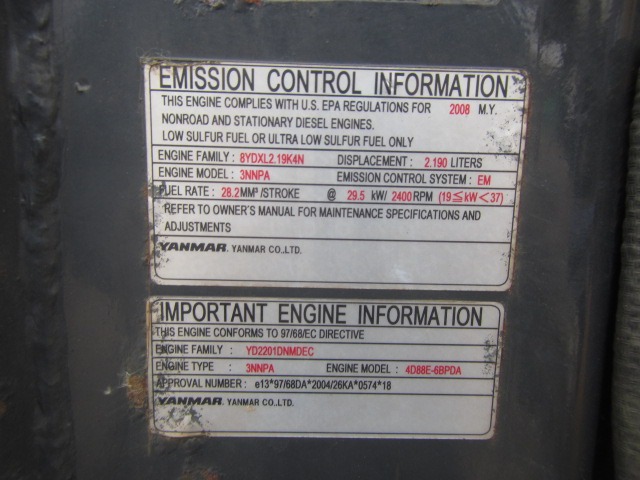 EMISSION CONTROL INFORMATION
THIS ENGINE COMPLIES WITH U.S. EPA REGULATIONS FOR 2008 M.Y.
NONROAD AND STATIONARY DIESEL ENGINES.
LOW SULFUR FUEL OR ULTRA LOW SULFUR FUEL ONLY
ENGINE FAMILY : 8YDXL2.19K4N DISPLACEMENT : 2.190 LITERS
ENGINE MODEL : 3NNPA EMISSION CONTROL SYSTEM : EM
FUEL RATE : 28.2MM³/STROKE @ 29.5 kW/ 2400RPM (19≦kW<37)
REFER TO OWNER'S MANUAL FOR MAINTENANCE SPECIFICATIONS AND
ADJUSTMENTS
YANMAR. YANMAR CO.,LTD.
IMPORTANT ENGINE INFORMATION
THIS ENGINE CONFORMS TO 97/68/EC DIRECTIVE
ENGINE FAMILY : YD2201DNMDEC
ENGINE TYPE : 3NNPA ENGINE MODEL : 4D88E-6BPDA
APPROVAL NUMBER : e13*97/68DA*2004/26KA*0574*18
YANMAR. YANMAR CO.,LTD.